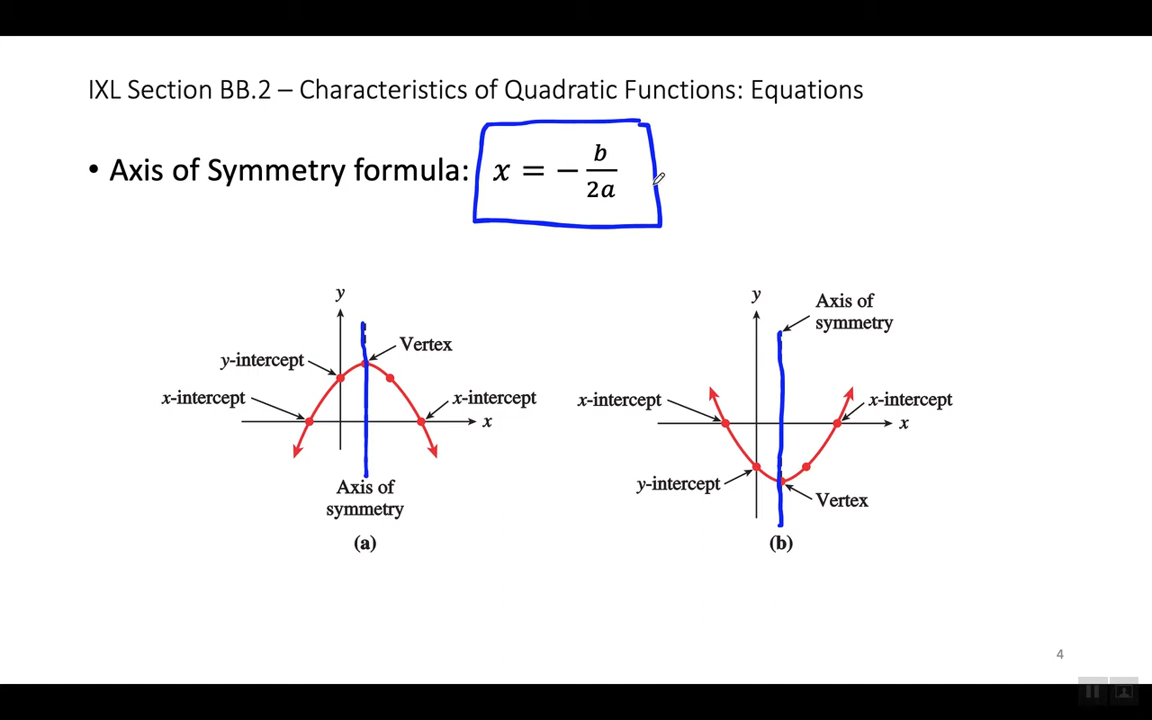 IXL Section BB.2 – Characteristics of Quadratic Functions: Equations
• Axis of Symmetry formula: x = − b/2a
y
Vertex
y-intercept
x-intercept
x-intercept
x
Axis of
symmetry
(a)
y
Axis of
symmetry
x-intercept
x-intercept
x
y-intercept
Vertex
(b)
4